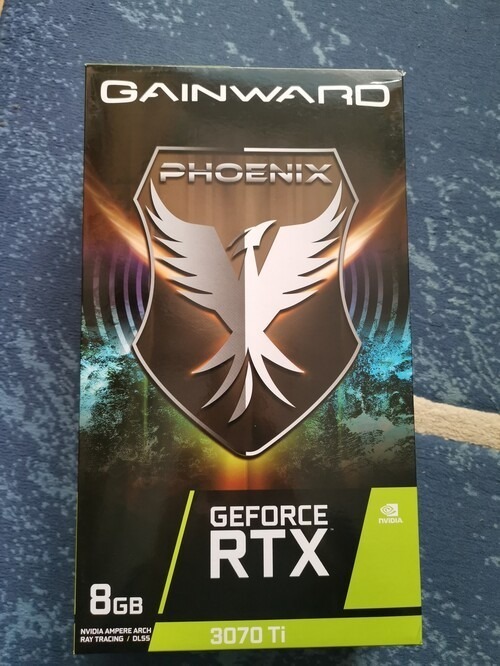 GAINWARD
PHOENIX
GEFORCE
RTX
NVIDIA
8GB
NVIDIA AMPERE ARCH
RAY TRACING / DLSS
3070 Ti